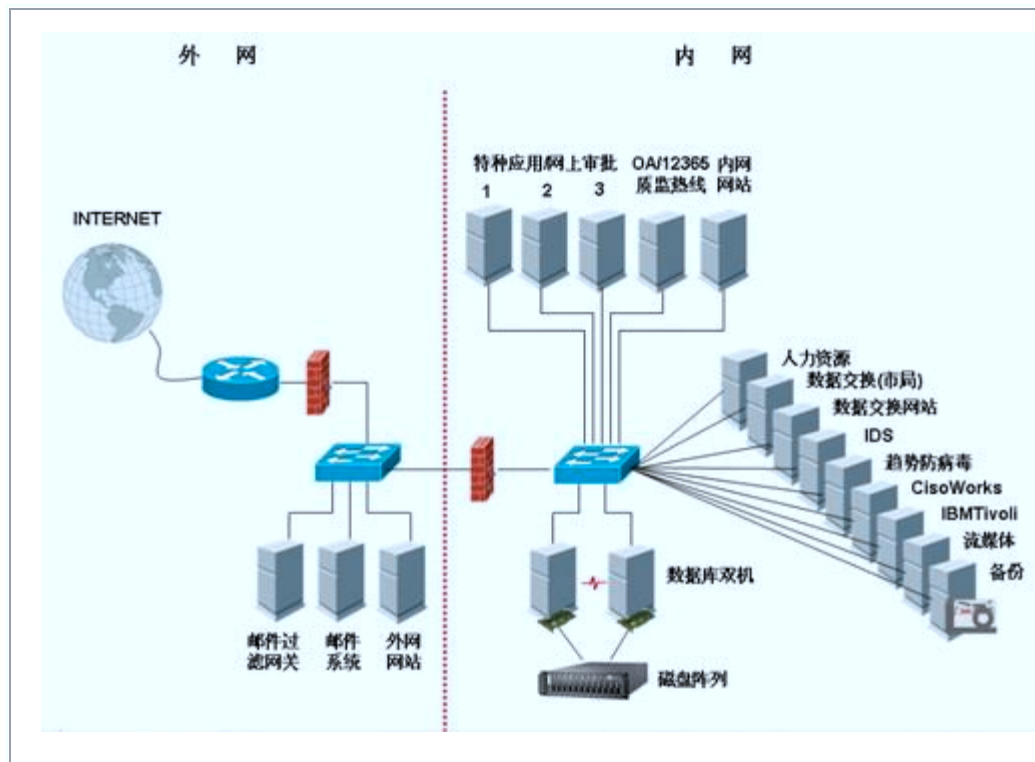 外 网
内 网
特种应用/网上审批
1 2 3
OA/12365
质监热线
内网
网站
INTERNET
人力资源
数据交换(市局)
数据交换网站
IDS
趋势防病毒
CisoWorks
IBMTivoli
流媒体
备份
数据库双机
邮件过
滤网关
邮件
系统
外网
网站
磁盘阵列